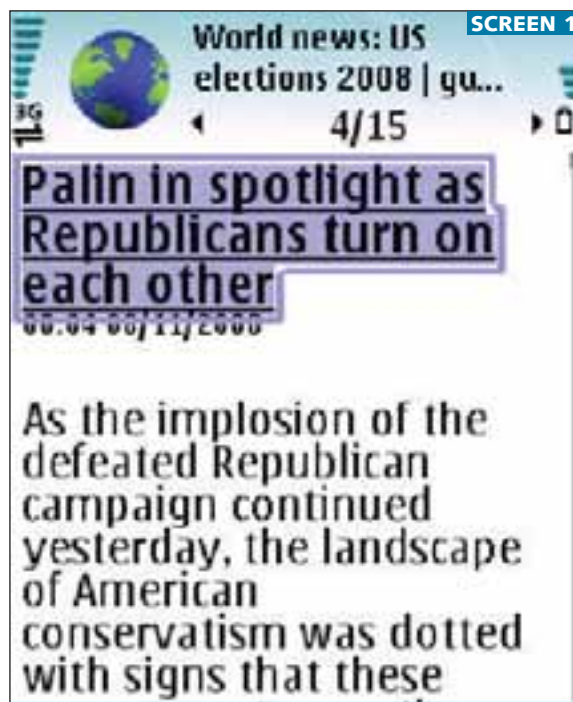 SCREEN 1
World news: US
elections 2008 | gu...
3G
4/15
Palin in spotlight as
Republicans turn on
each other
As the implosion of the
defeated Republican
campaign continued
yesterday, the landscape
of American
conservatism was dotted
with signs that these